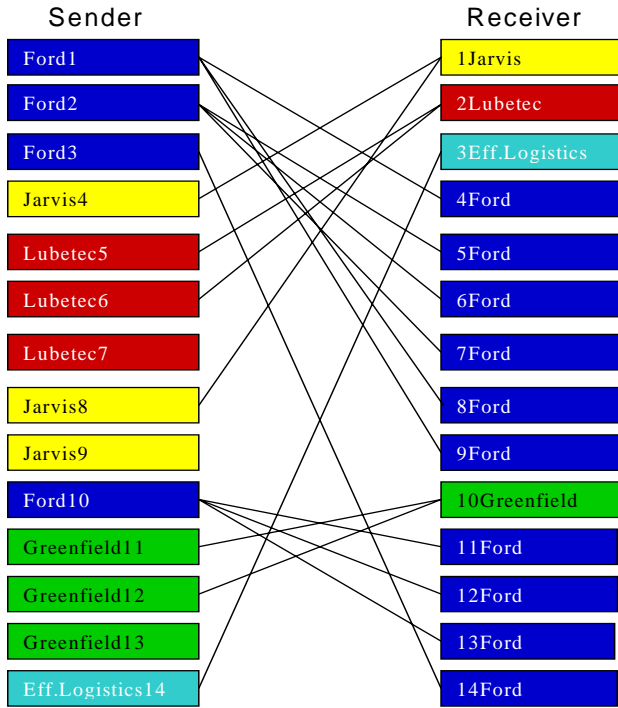 Sender
Receiver
Ford1
1Jarvis
Ford2
2Lubetec
Ford3
3Eff.Logistics
Jarvis4
4Ford
Lubetec5
5Ford
Lubetec6
6Ford
Lubetec7
7Ford
Jarvis8
8Ford
Jarvis9
9Ford
Ford10
10Greenfield
Greenfield11
11Ford
Greenfield12
12Ford
Greenfield13
13Ford
Eff.Logistics14
14Ford